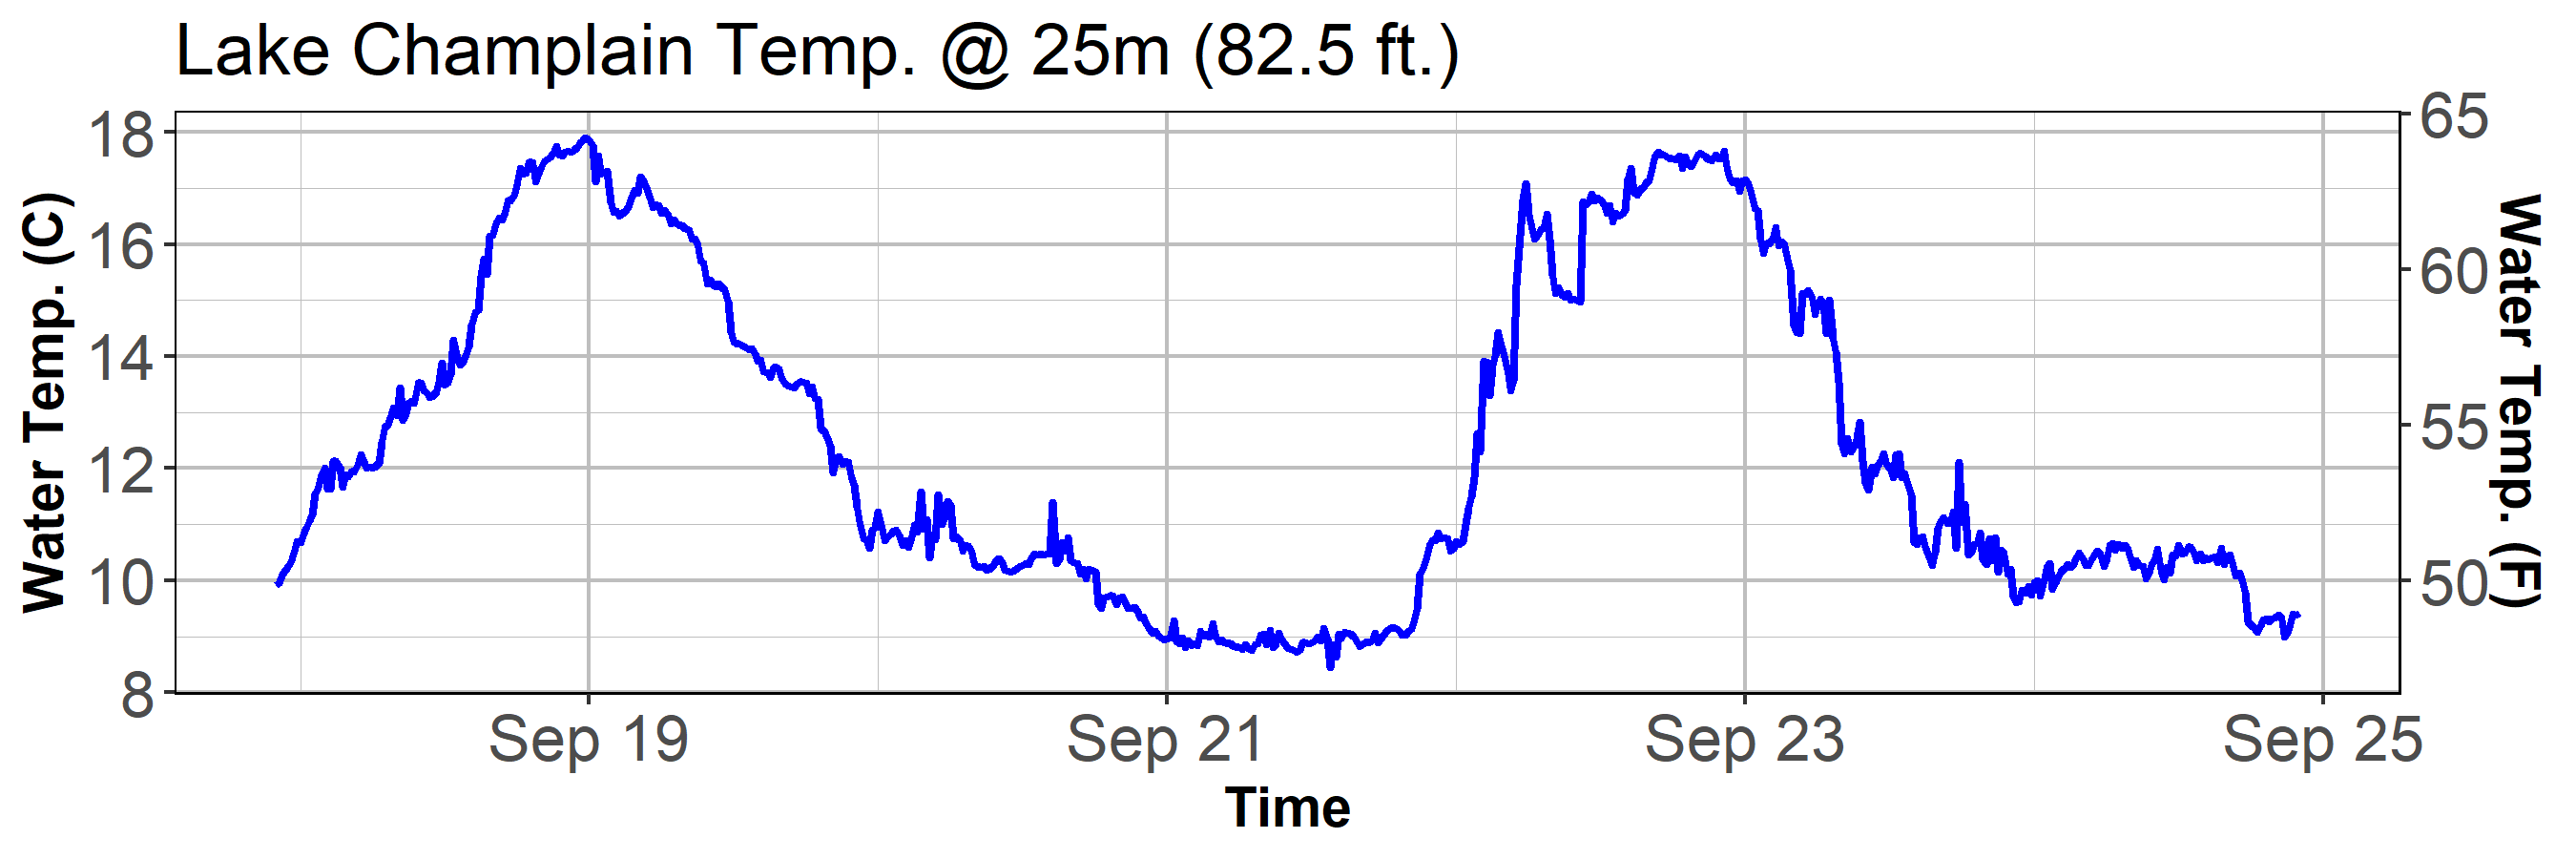 Lake Champlain Temp. @ 25m (82.5 ft.)
Water Temp. (C)
18
16
14
12
10
8
65
60
55
50
Water Temp. (F)
Sep 19 Sep 21 Sep 23 Sep 25
Time